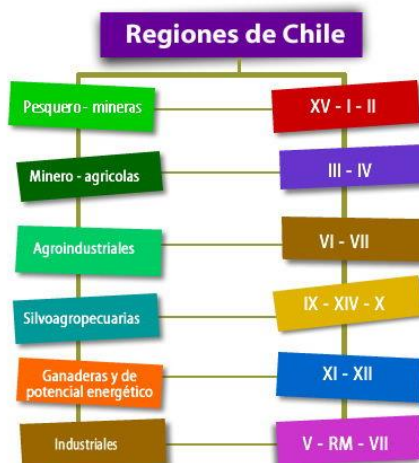 Regiones de Chile
Pesquero - mineras
XV - I - II
Minero - agricolas
III - IV
Agroindustriales
VI - VII
Silvoagropecuarias
IX - XIV - X
Ganaderas y de
potencial energético
XI - XII
Industriales
V - RM - VII